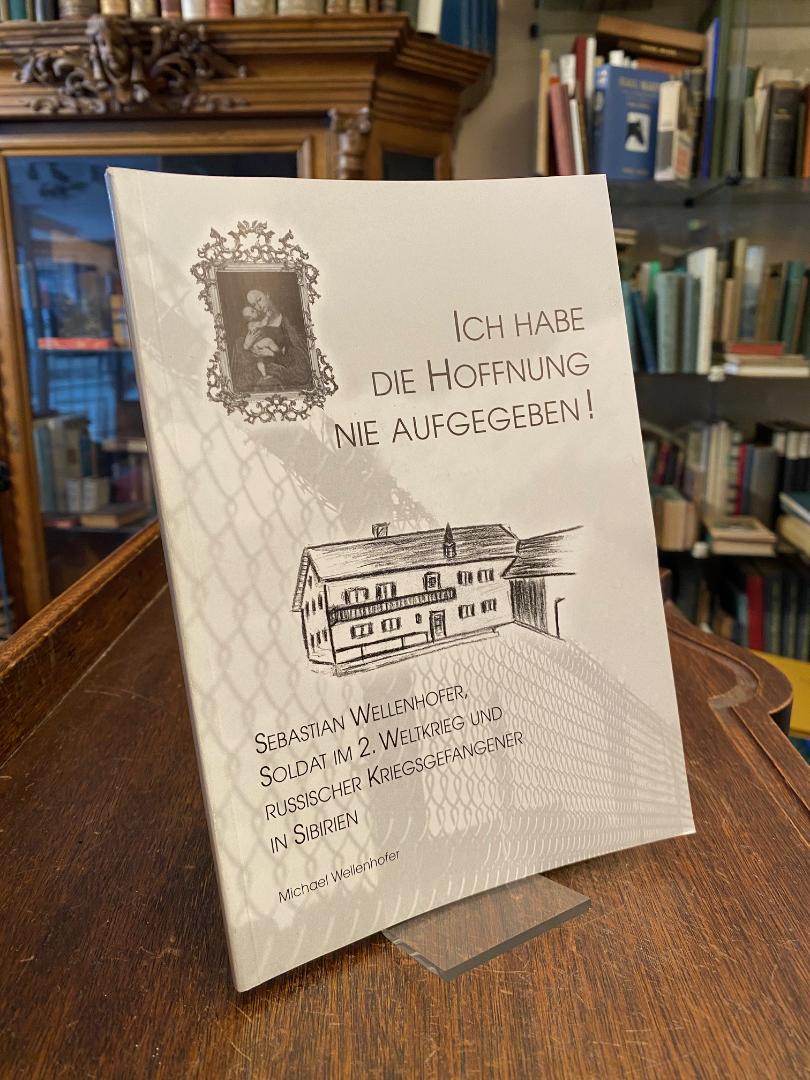 Ich habe
die Hoffnung
nie aufgegeben!
Sebastian Wellenhofer,
Soldat im 2. Weltkrieg und
russischer Kriegsgefangener
in Sibirien
Michael Wellenhofer